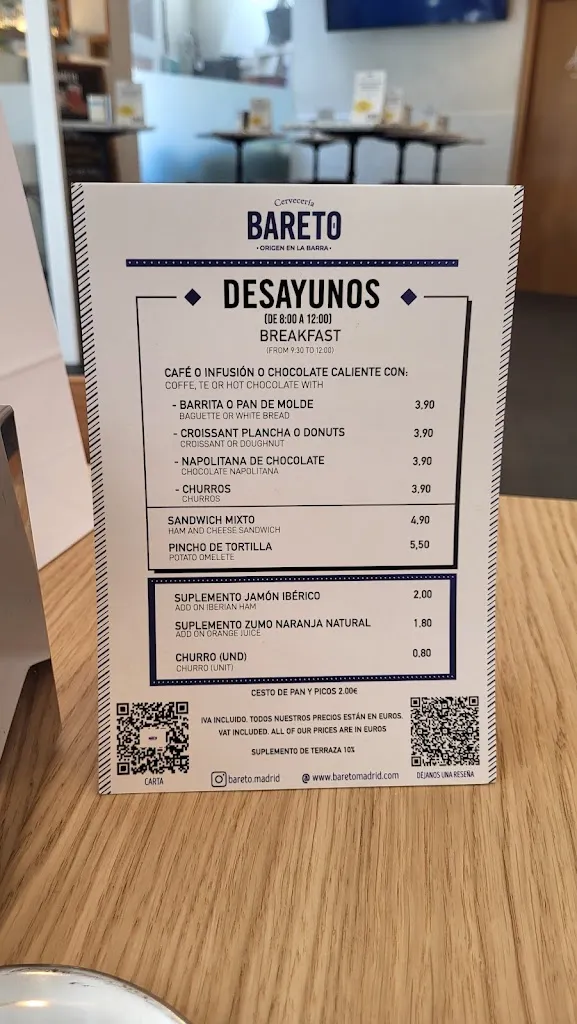 Cervecería
BARETO
• ORIGEN EN LA BARRA •
DESAYUNOS
(DE 8:00 A 12:00)
BREAKFAST
(FROM 9:30 TO 12:00)
CAFÉ O INFUSIÓN O CHOCOLATE CALIENTE CON:
COFFE, TE OR HOT CHOCOLATE WITH
- BARRITA O PAN DE MOLDE 3,90
BAGUETTE OR WHITE BREAD
- CROISSANT PLANCHA O DONUTS 3,90
CROISSANT OR DOUGHNUT
- NAPOLITANA DE CHOCOLATE 3,90
CHOCOLATE NAPOLITANA
- CHURROS 3,90
CHURROS
SANDWICH MIXTO 4,90
HAM AND CHEESE SANDWICH
PINCHO DE TORTILLA 5,50
POTATO OMELETE
SUPLEMENTO JAMÓN IBÉRICO 2,00
ADD ON IBERIAN HAM
SUPLEMENTO ZUMO NARANJA NATURAL 1,80
ADD ON ORANGE JUICE
CHURRO (UND) 0,80
CHURRO (UNIT)
CESTO DE PAN Y PICOS 2.00€
IVA INCLUIDO. TODOS NUESTROS PRECIOS ESTÁN EN EUROS.
VAT INCLUDED. ALL OF OUR PRICES ARE IN EUROS
SUPLEMENTO DE TERRAZA 10%
CARTA
bareto.madrid
@ www.baretomadrid.com
DÉJANOS UNA RESEÑA